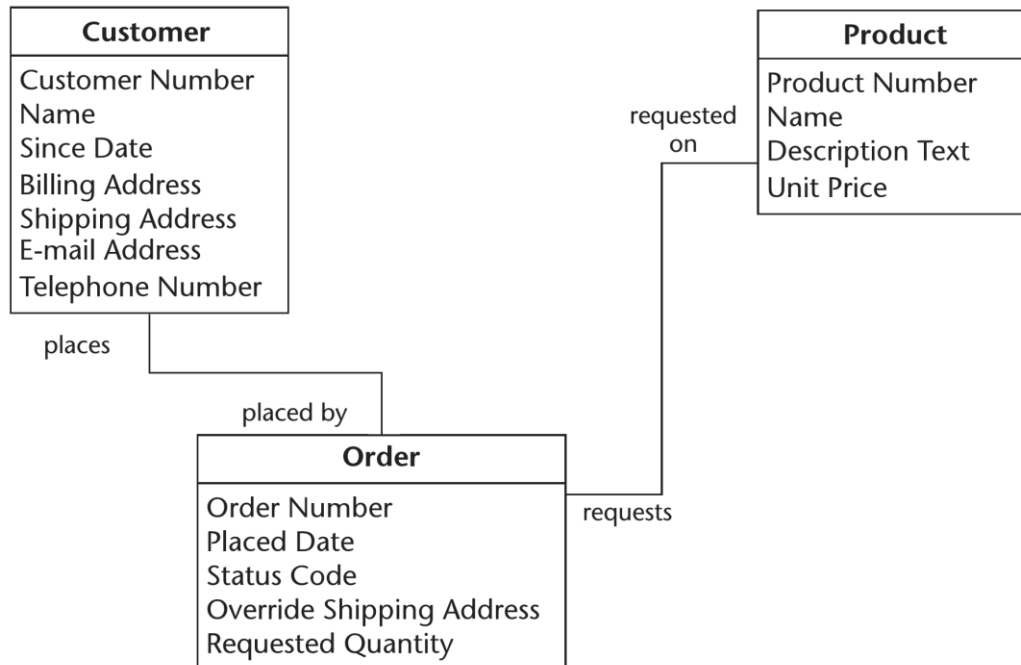 Customer
Customer Number
Name
Since Date
Billing Address
Shipping Address
E-mail Address
Telephone Number
Product
Product Number
Name
Description Text
Unit Price
requested
on
places
placed by
Order
Order Number
Placed Date
Status Code
Override Shipping Address
Requested Quantity
requests